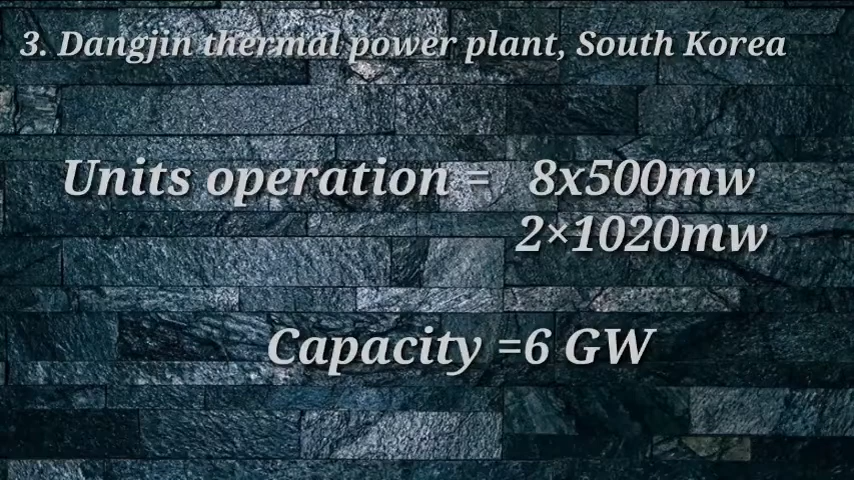 3. Dangjin thermal power plant, South Korea
Units operation = 8x500mw
2×1020mw
Capacity =6 GW